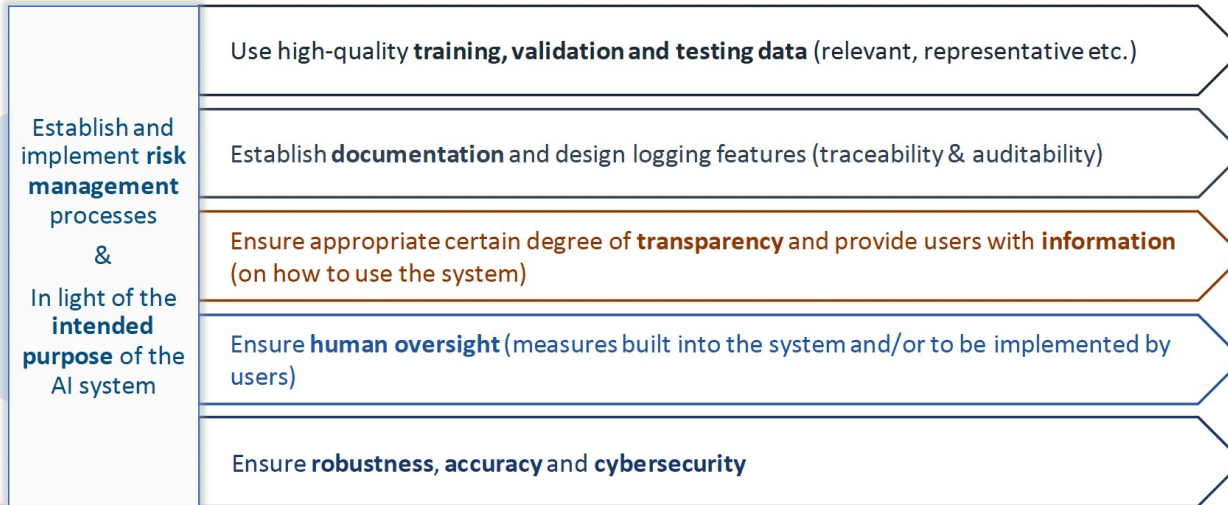 Establish and
implement risk
management
processes
&
In light of the
intended
purpose of the
AI system
Use high-quality training, validation and testing data (relevant, representative etc.)
Establish documentation and design logging features (traceability & auditability)
Ensure appropriate certain degree of transparency and provide users with information
(on how to use the system)
Ensure human oversight (measures built into the system and/or to be implemented by
users)
Ensure robustness, accuracy and cybersecurity